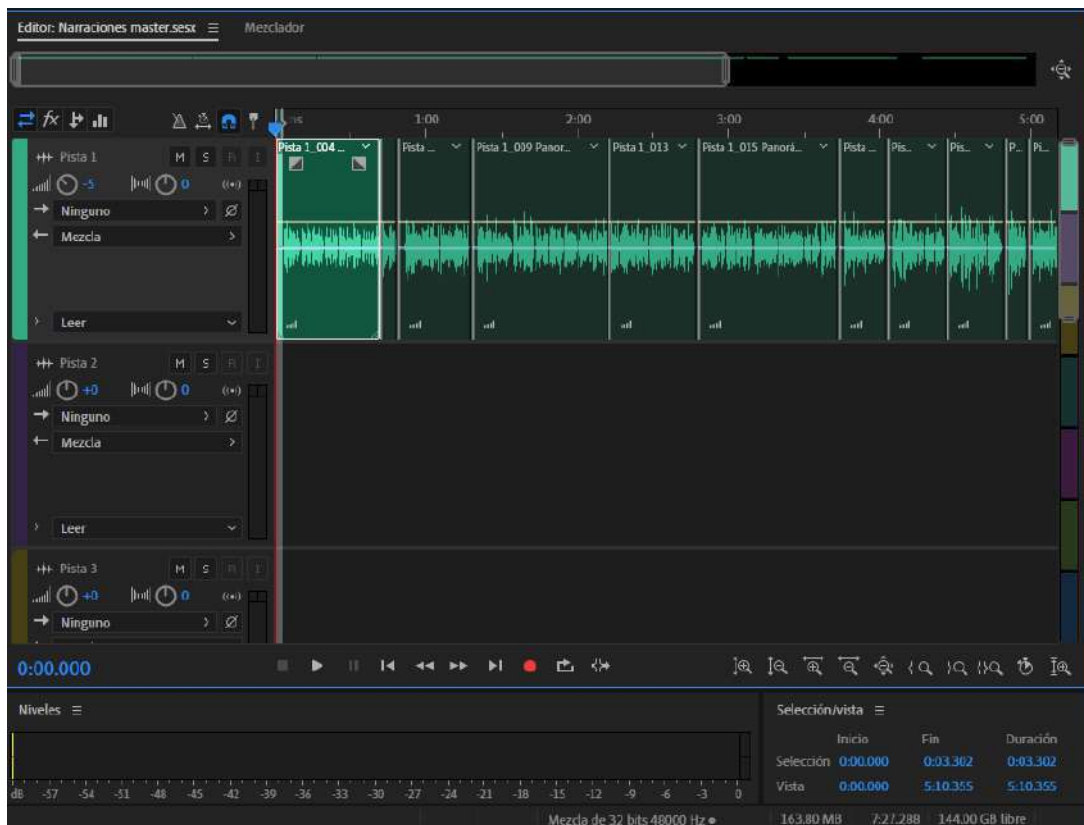 Editor: Narraciones master.sesx Mezclador
1:00 2:00 3:00 4:00 5:00
Pista 1_004 ... Pista ... Pista 1_009 Panor... Pista 1_013 Pista 1_015 Panorá... Pista ... Pis... Pis... P... Pi...
Pista 1 M S R I
-5 0
Ninguno
Mezcla
Leer
Pista 2 M S R I
+0 0
Ninguno
Mezcla
Leer
Pista 3 M S R I
+0 0
Ninguno
0:00.000
Niveles
Selección/vista
Inicio Fin Duración
Selección 0:00.000 0:03.302 0:03.302
Vista 0:00.000 5:10.355 5:10.355
dB -57 -54 -51 -48 -45 -42 -39 -36 -33 -30 -27 -24 -21 -18 -15 -12 -9 -6 -3 0
Mezcla de 32 bits 48000 Hz 163.80 MB 7:27.288 144.00 GB libre